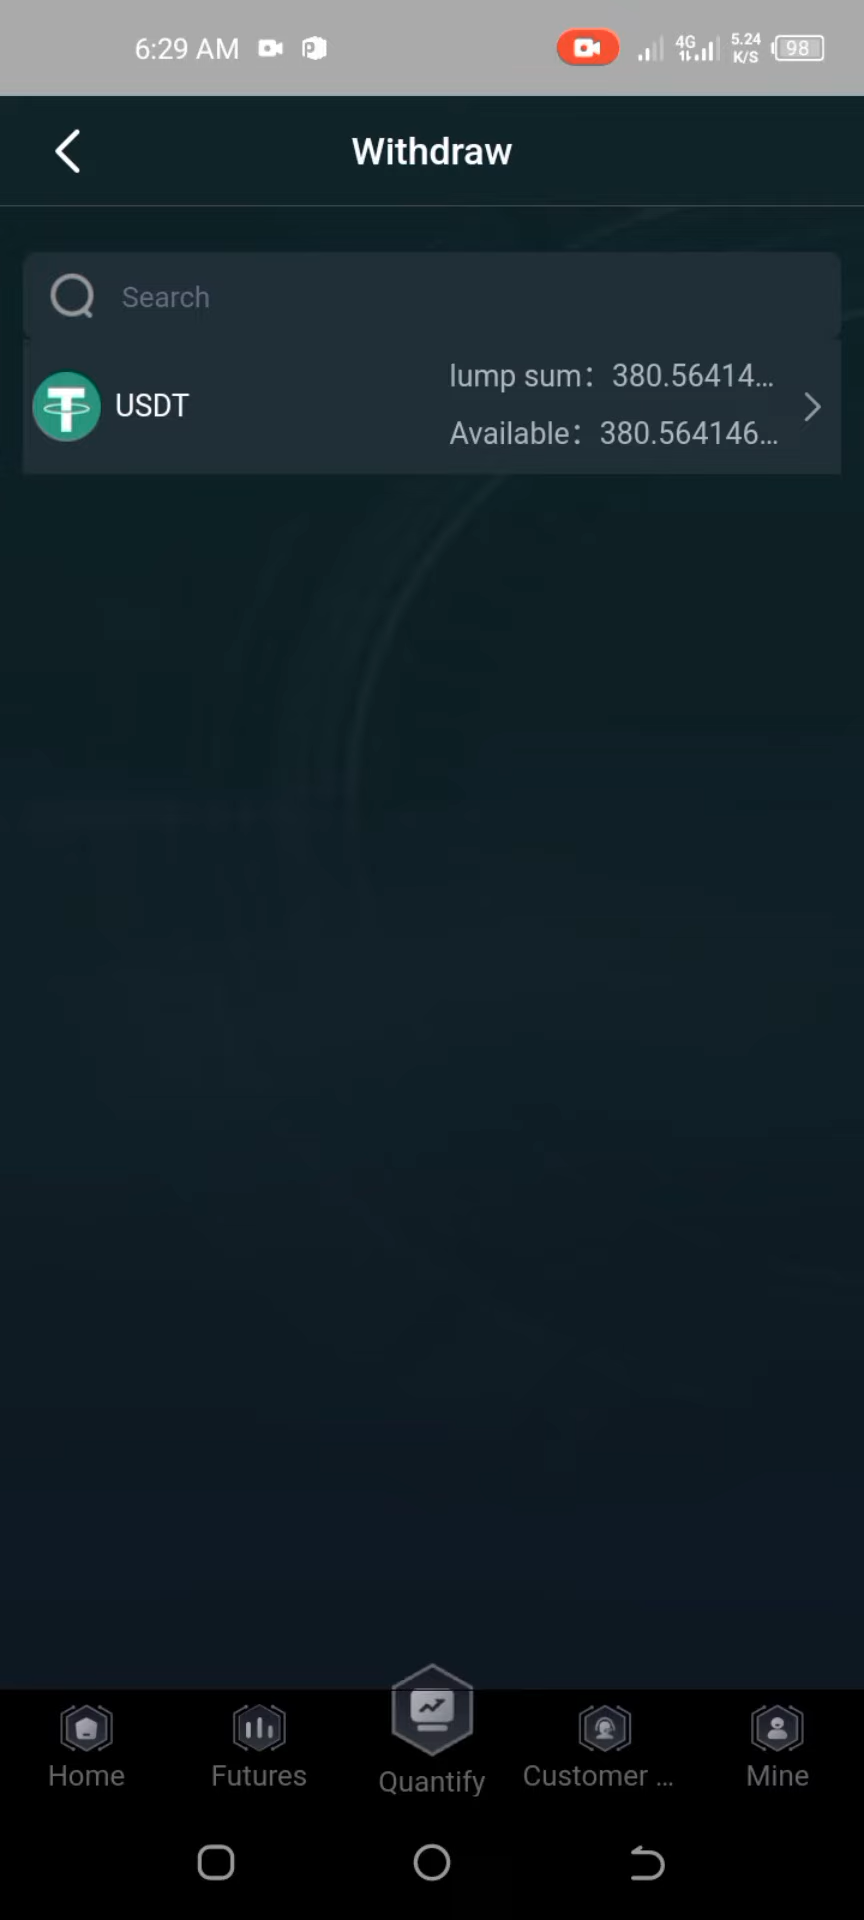 6:29 AM
4G
5.24
K/S
98
Withdraw
Search
USDT
lump sum： 380.56414...
Available： 380.564146...
Home
Futures
Quantify
Customer ...
Mine